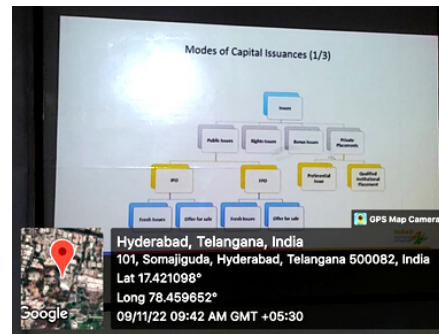 Modes of Capital Issuances (1/3)
Issues
Public Issues
Rights Issues
Bonus Issues
Private
Placements
IPO
FPO
Preferential
Issue
Qualified
Institutional
Placement
Fresh Issues
Offer for sale
Fresh Issues
Offer for sale
GPS Map Camera
Hyderabad, Telangana, India
101, Somajiguda, Hyderabad, Telangana 500082, India
Lat 17.421098°
Long 78.459652°
09/11/22 09:42 AM GMT +05:30
Google